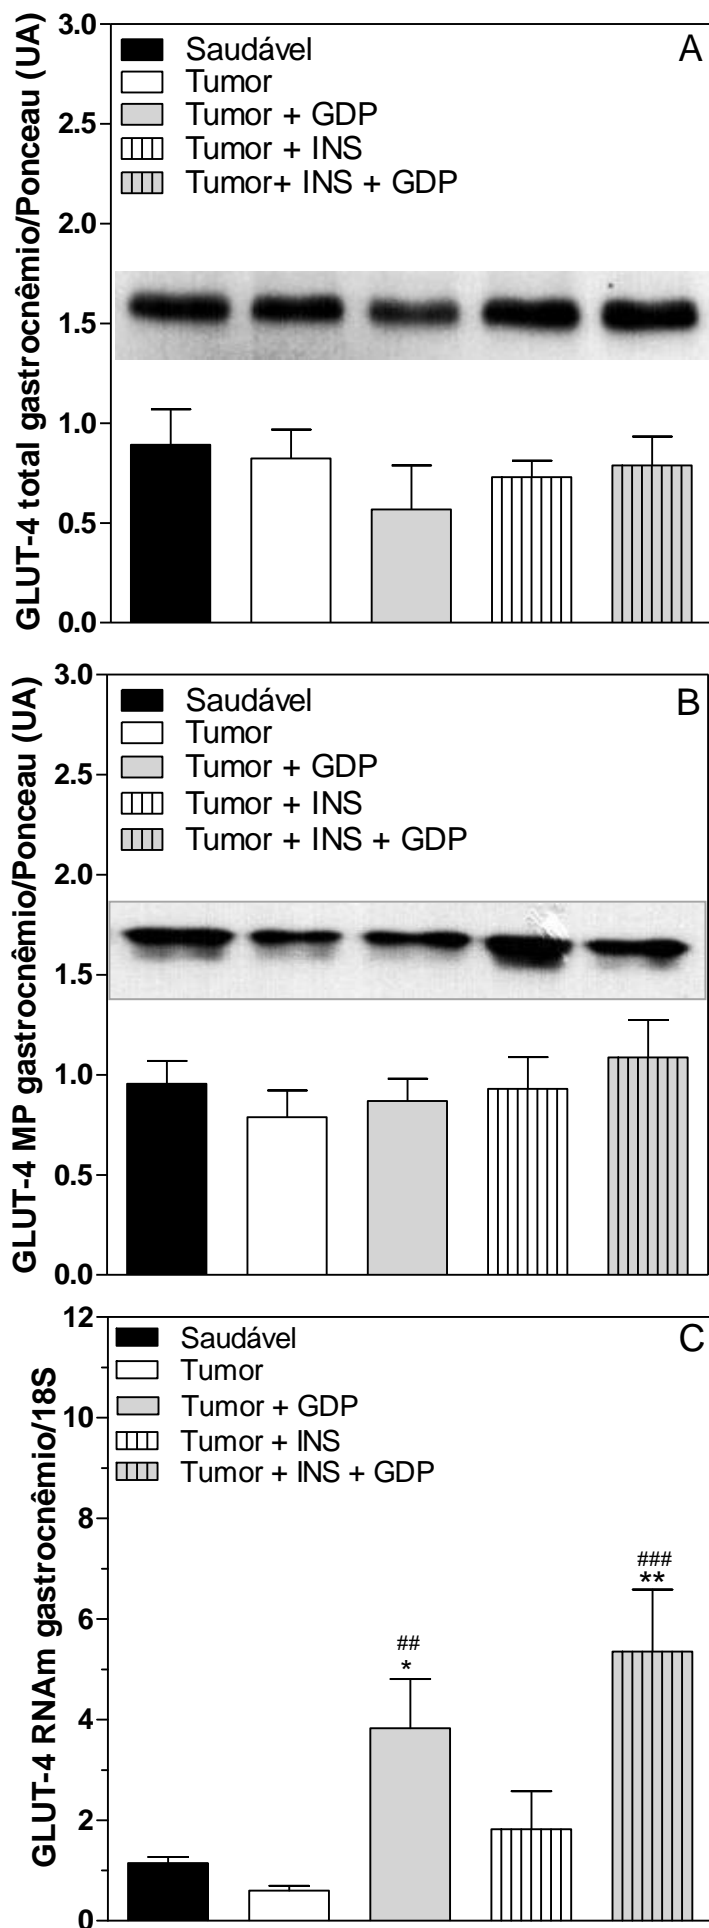 GLUT-4 total gastrocnêmio/Ponceau (UA)
3.0
2.5
2.0
1.5
1.0
0.5
0.0
A
Saudável
Tumor
Tumor + GDP
Tumor + INS
Tumor+ INS + GDP
GLUT-4 MP gastrocnêmio/Ponceau (UA)
3.0
2.5
2.0
1.5
1.0
0.5
0.0
B
Saudável
Tumor
Tumor + GDP
Tumor + INS
Tumor + INS + GDP
GLUT-4 RNAm gastrocnêmio/18S
12
10
8
6
4
2
0
C
Saudável
Tumor
Tumor + GDP
Tumor + INS
Tumor + INS + GDP
##
*
###
**